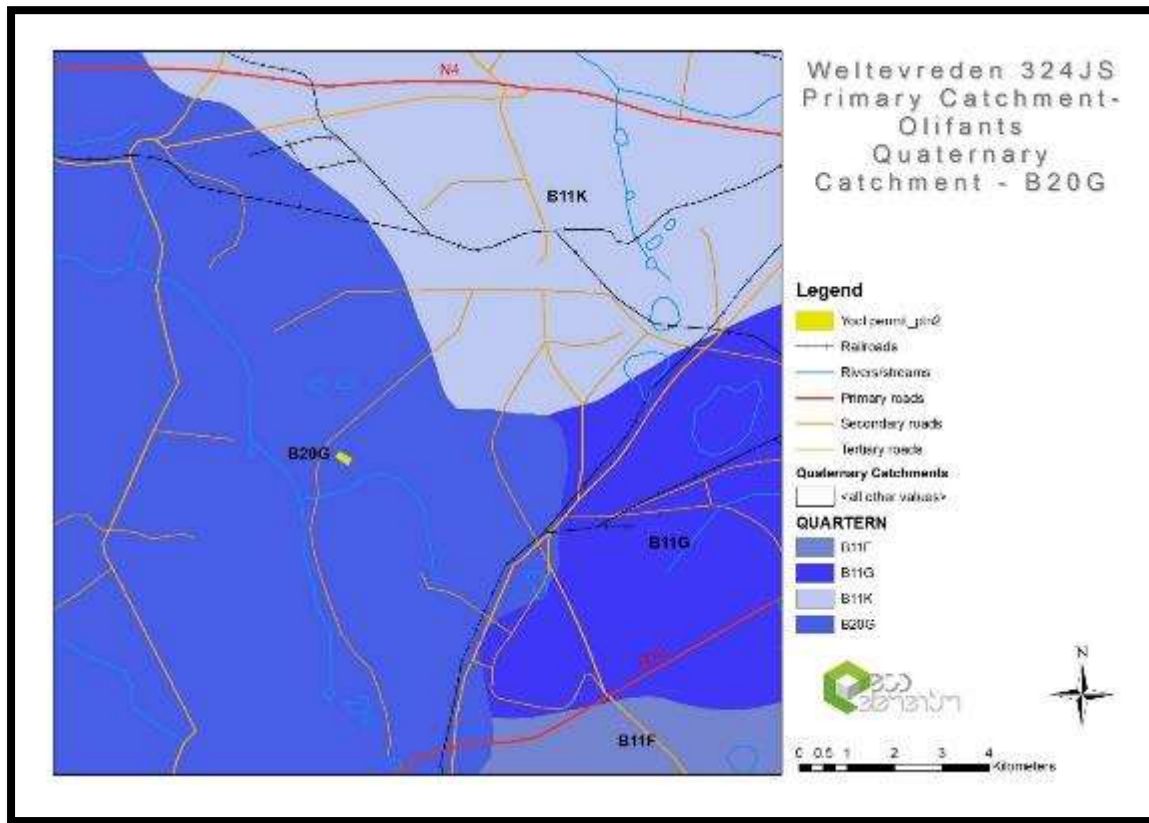 Weltevreden 324JS
Primary Catchment-
Olifants
Quaternary
Catchment - B20G
N4
B11K
B20G
B11G
B11F
Legend
Railroads
Rivers/streams
Primary roads
Secondary roads
Tertiary roads
Quaternary Catchments
<all other values>
QUARTERN
B11F
B11G
B11K
B20G
eco
N
0 0.5 1 2 3 4
Kilometers